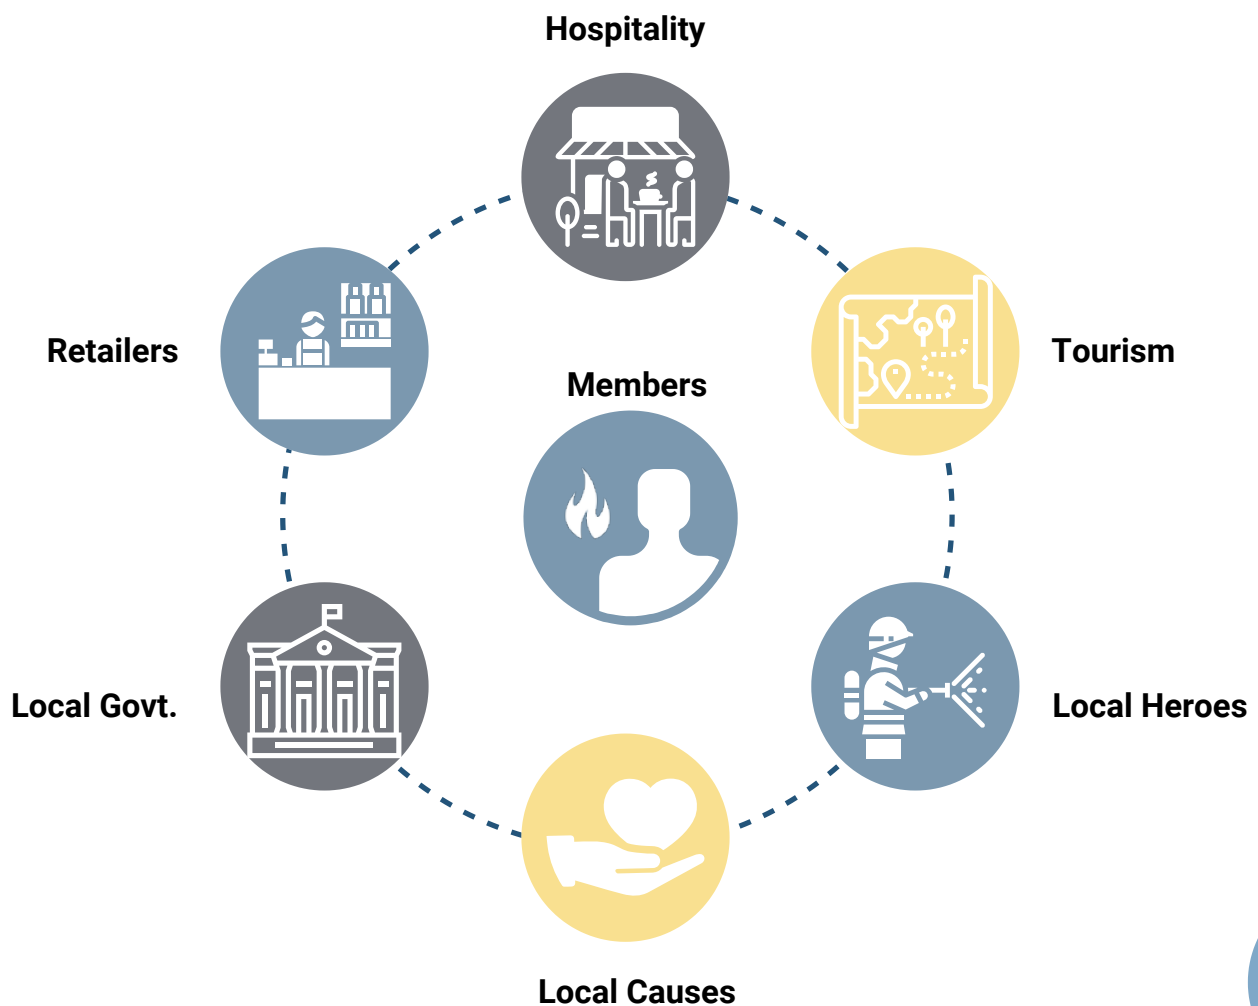 Hospitality
Retailers
Tourism
Members
Local Govt.
Local Heroes
Local Causes